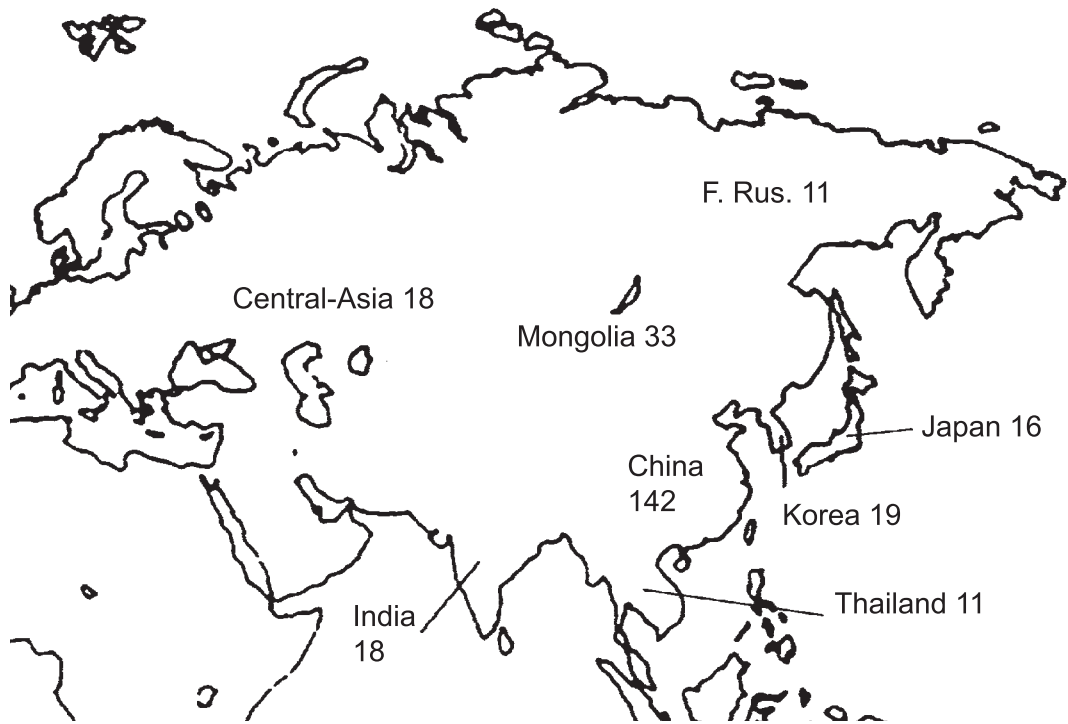 F. Rus. 11
Central-Asia 18
Mongolia 33
Japan 16
China
142
Korea 19
Thailand 11
India
18